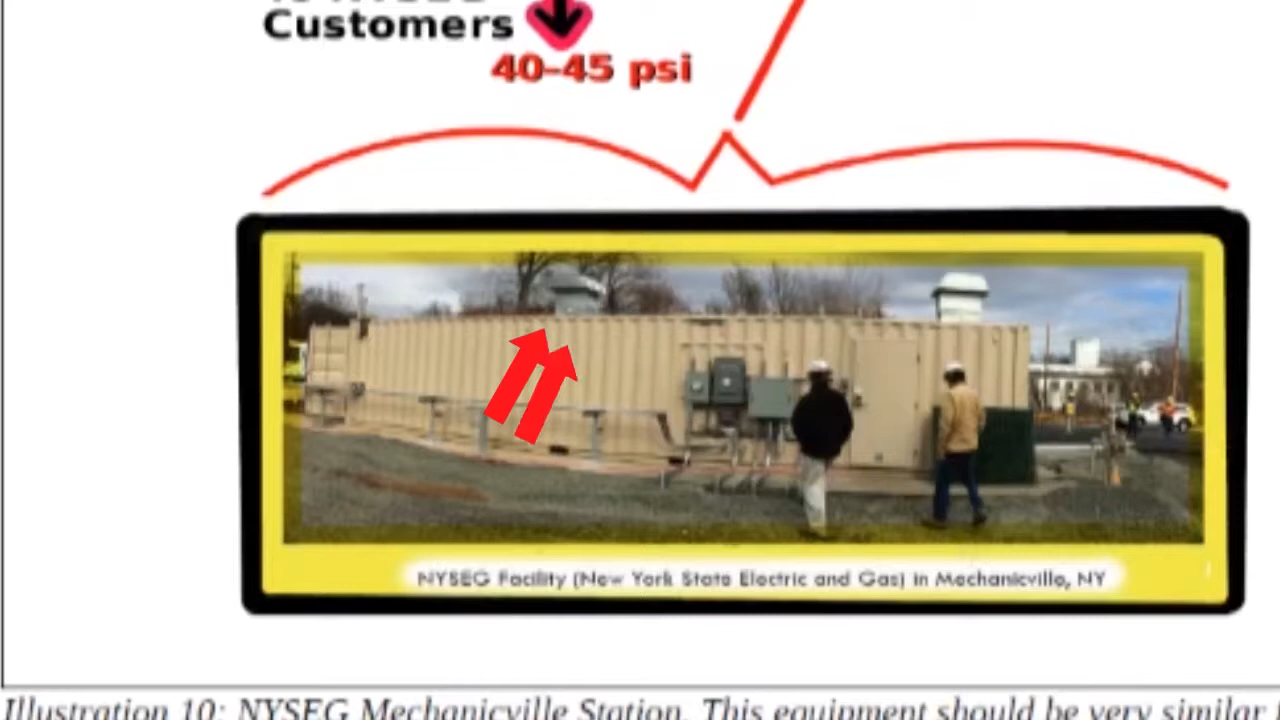 Customers
40-45 psi
NYSEG Facility (New York State Electric and Gas) in Mechanicville, NY
Illustration 10: NYSEG Mechanicville Station. This equipment should be very similar